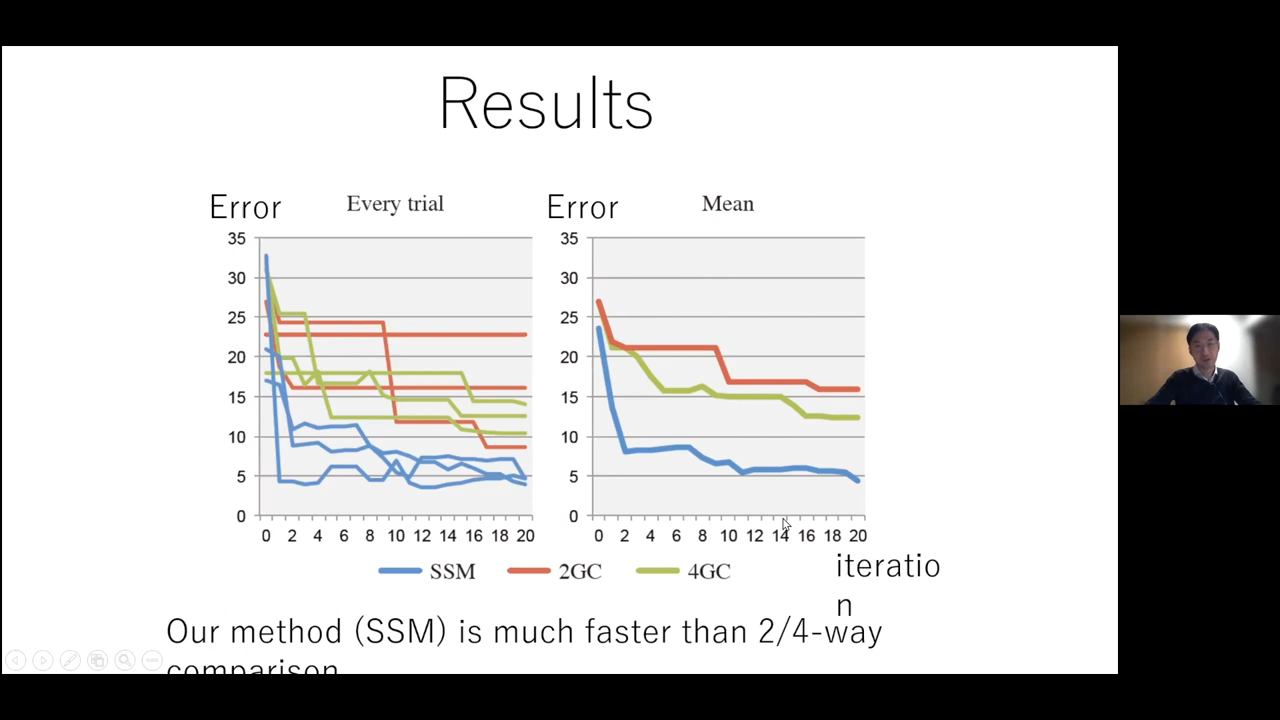 Results
Error Every trial
Error Mean
35
30
25
20
15
10
5
0
0 2 4 6 8 10 12 14 16 18 20
35
30
25
20
15
10
5
0
0 2 4 6 8 10 12 14 16 18 20
iteratio
n
SSM 2GC 4GC
Our method (SSM) is much faster than 2/4-way
comparison